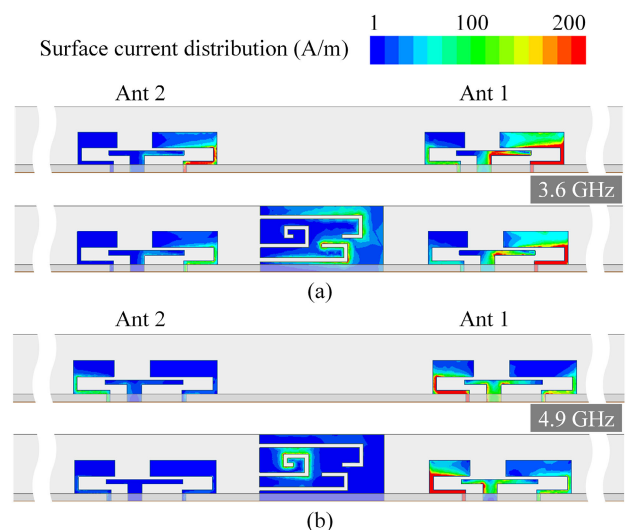 1 100 200
Surface current distribution (A/m)
Ant 2 Ant 1
3.6 GHz
(a)
Ant 2 Ant 1
4.9 GHz
(b)